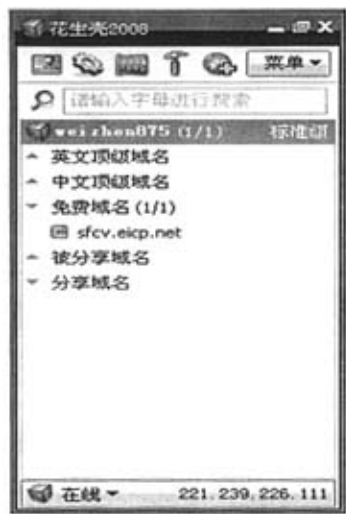 花生壳2008
菜单
请输入字母进行搜索
weizhen075 (1/1) 标准级
英文顶级域名
中文顶级域名
免费域名 (1/1)
sfcv.eicp.net
被分享域名
分享域名
在线 221.239.226.111